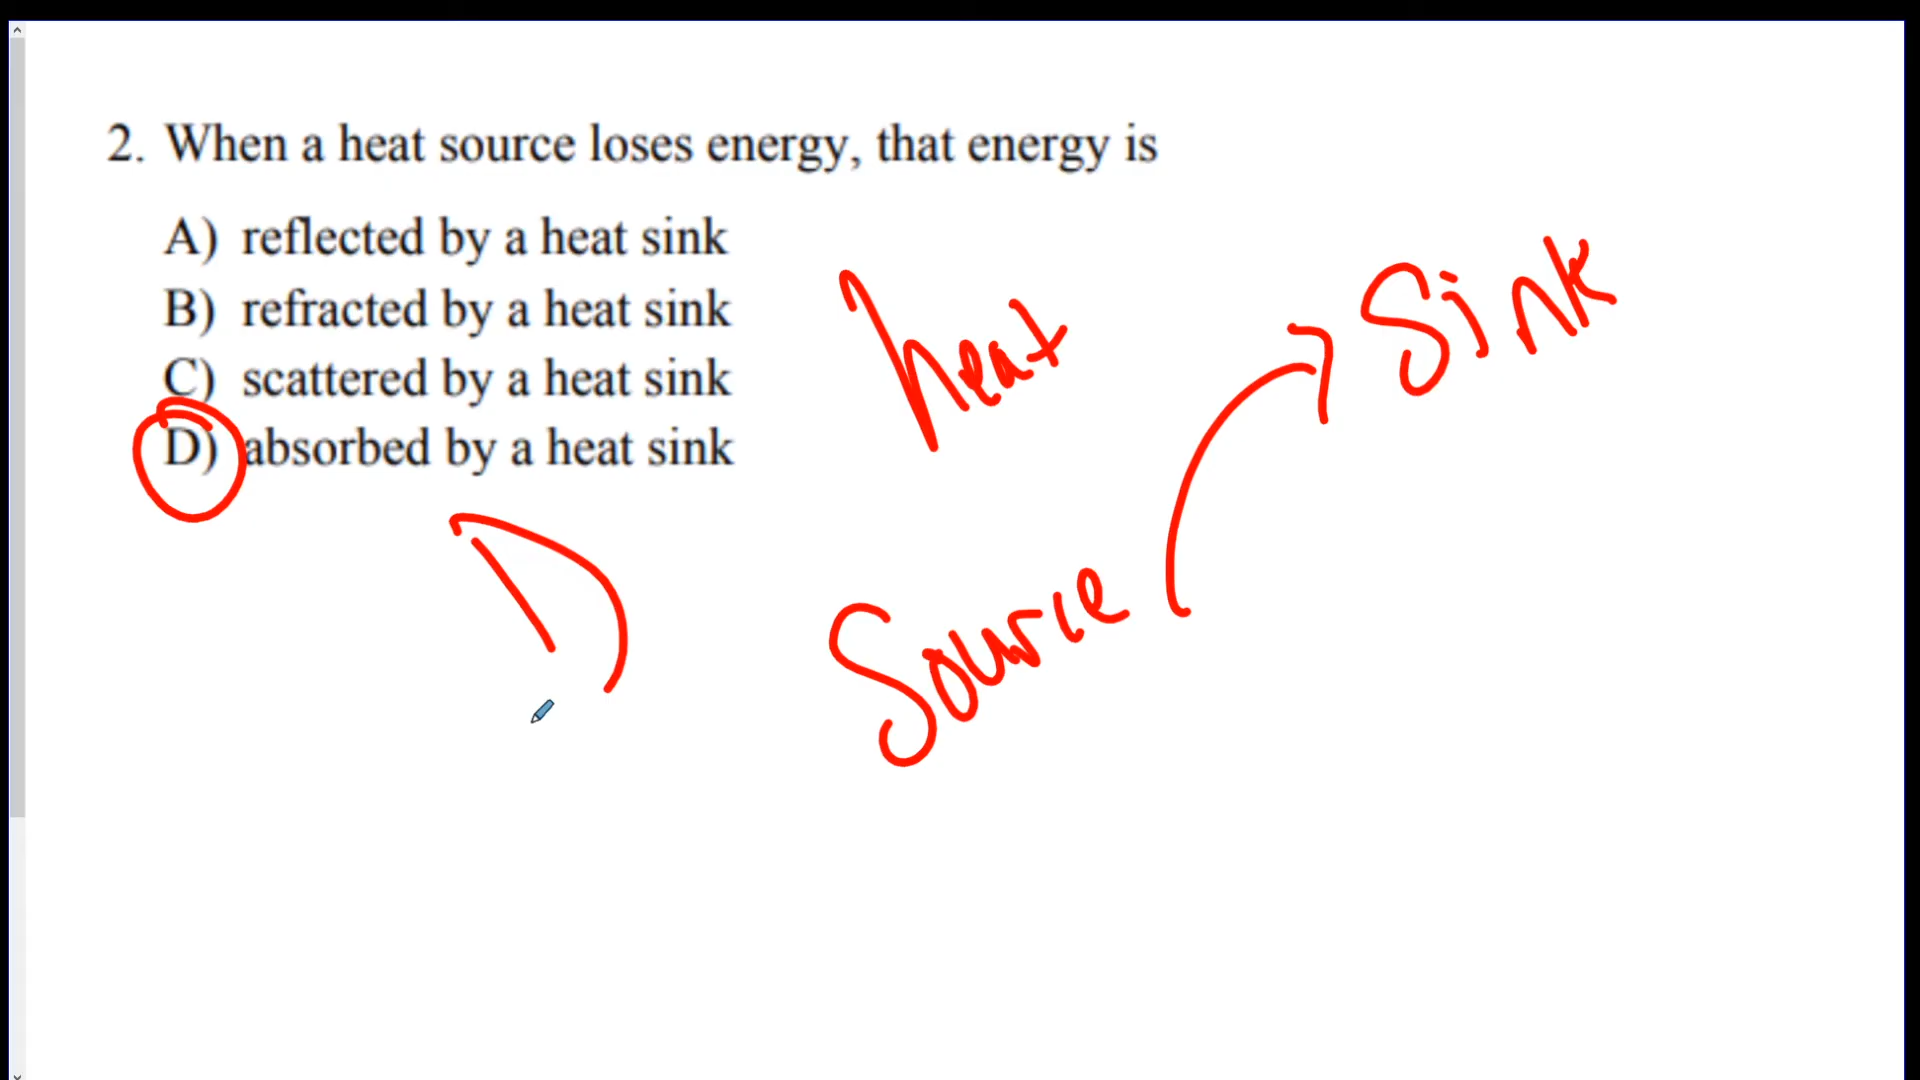 2. When a heat source loses energy, that energy is
A) reflected by a heat sink
B) refracted by a heat sink
C) scattered by a heat sink
D) absorbed by a heat sink
heat
Sink
Source
D